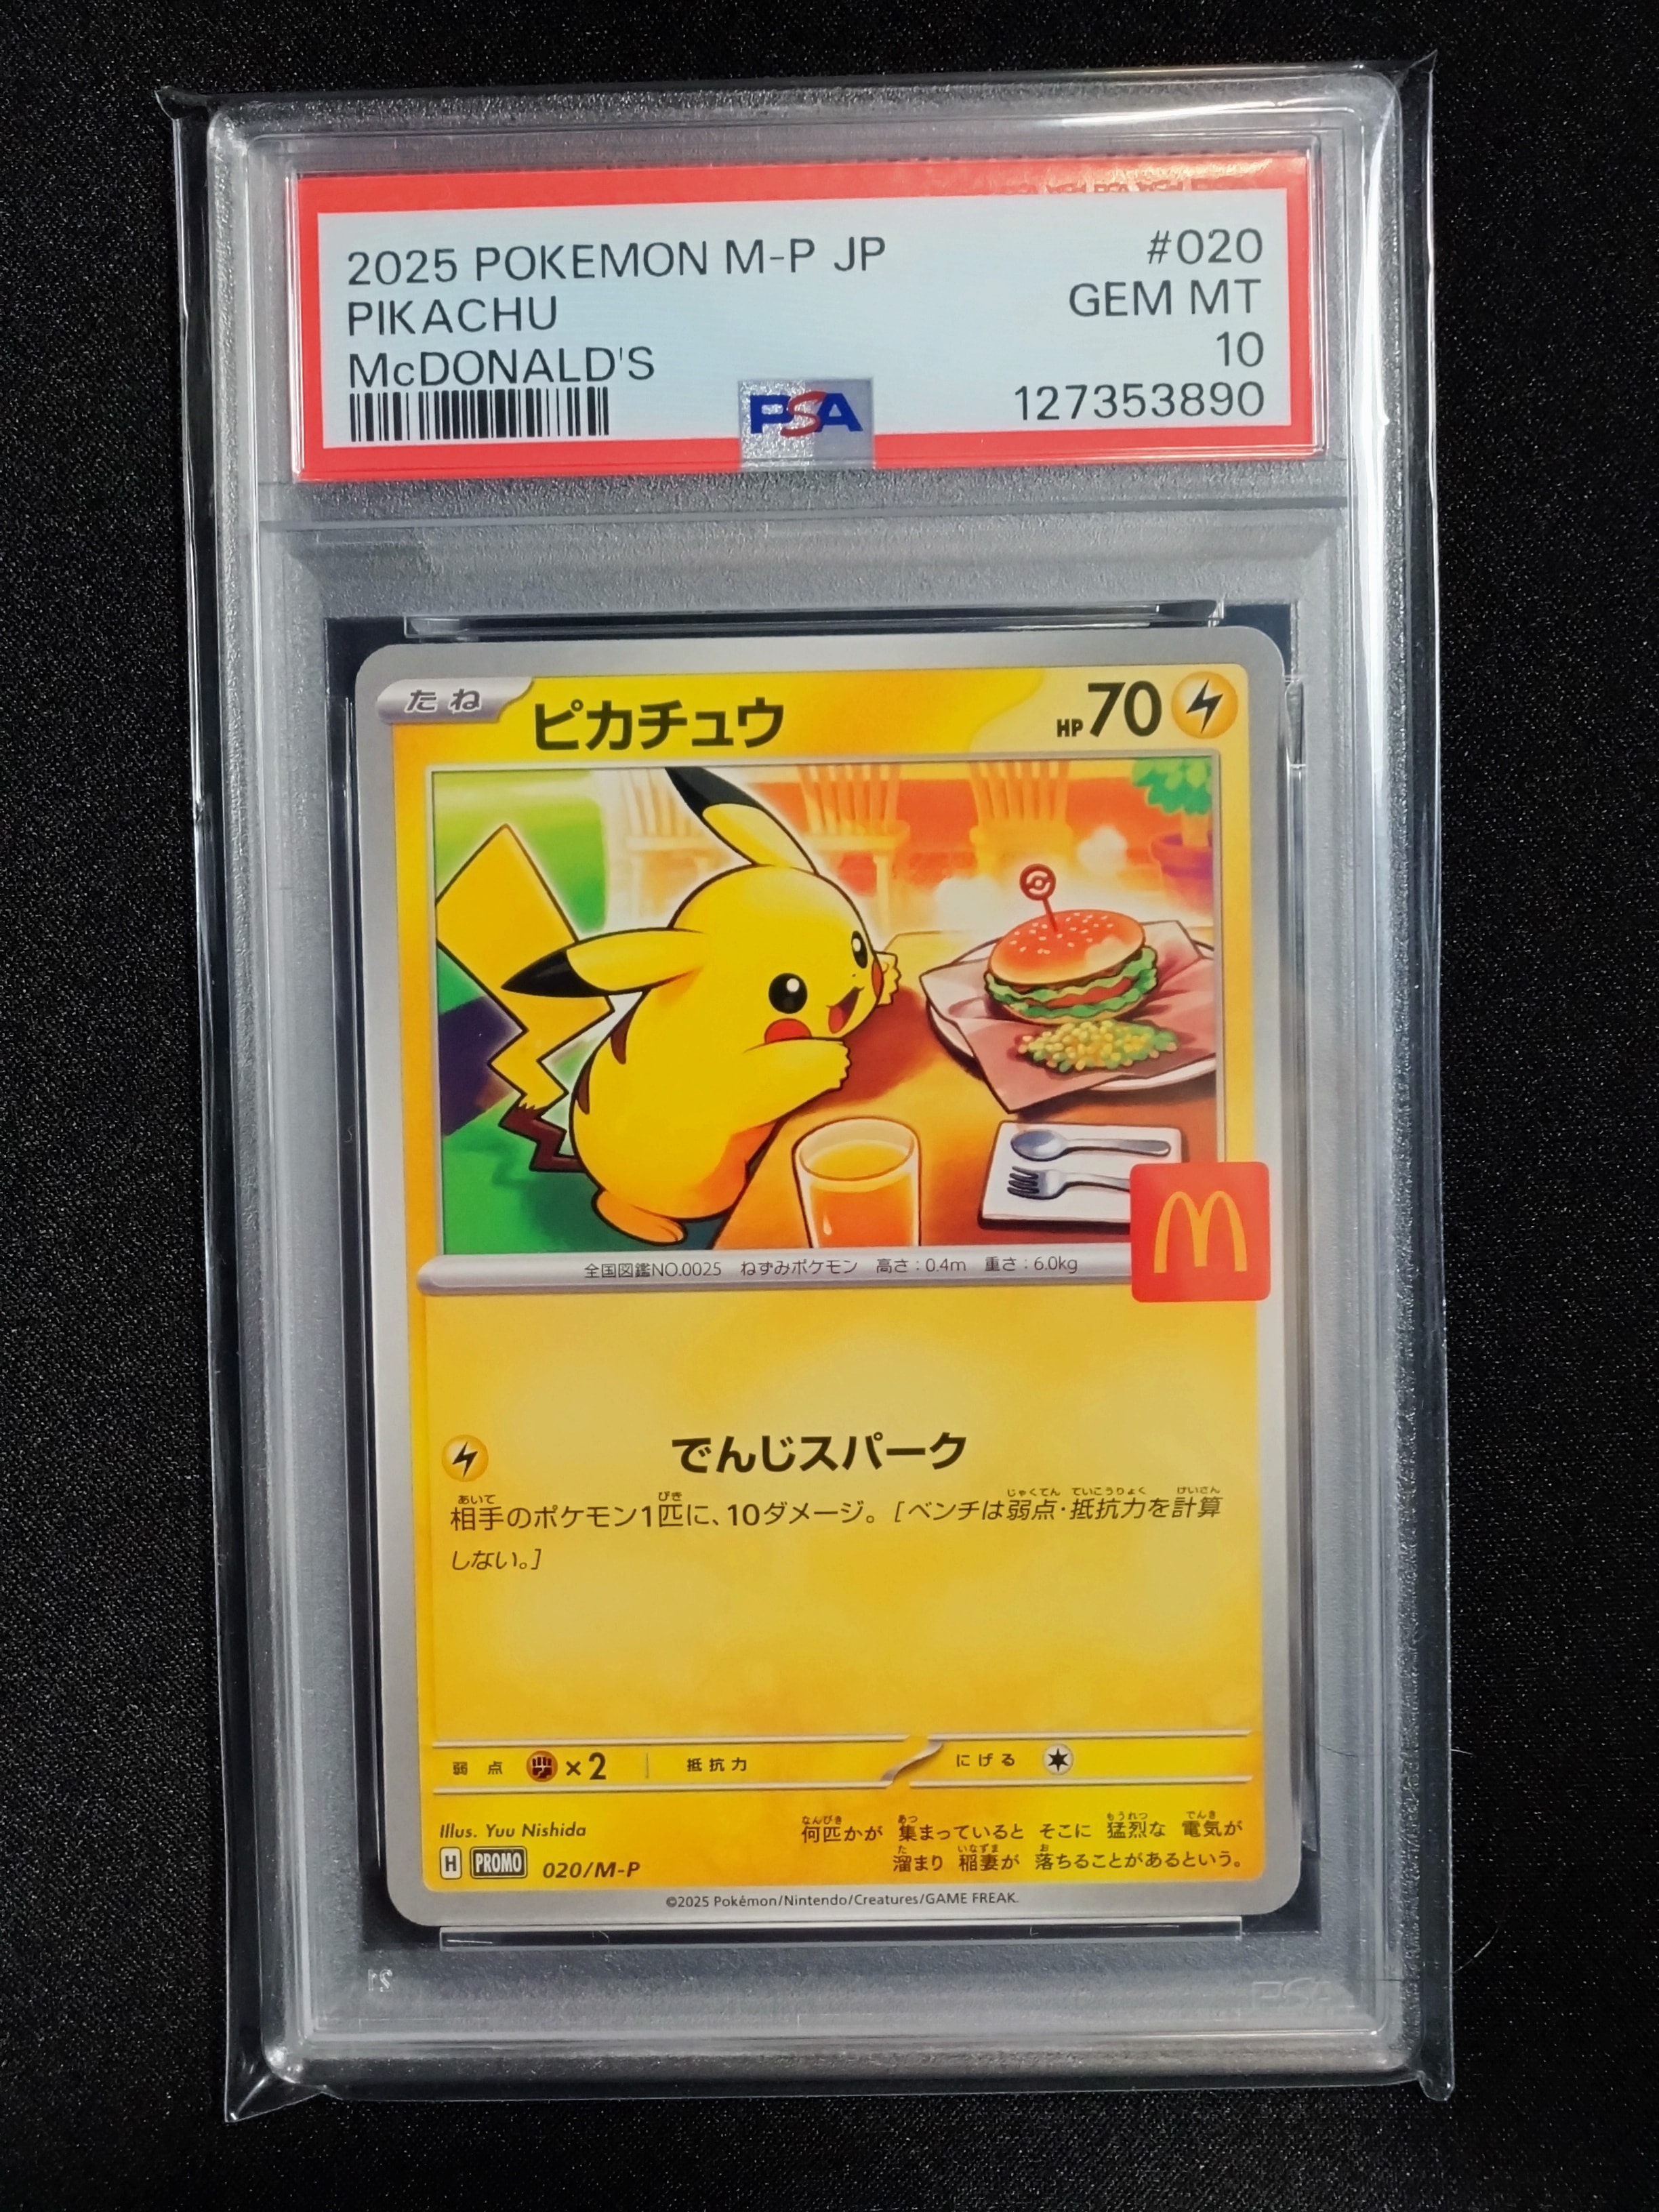 2025 POKEMON M-P JP #020
PIKACHU GEM MT
McDONALD'S 10
PSA 127353890
たね ピカチュウ HP70
全国図鑑NO.0025 ねずみポケモン 高さ：0.4m 重さ：6.0kg
でんじスパーク
相手のポケモン1匹に、10ダメージ。［ベンチは弱点・抵抗力を計算
しない。］
弱点 ×2 抵抗力 にげる
Illus. Yuu Nishida
何匹かが 集まっていると そこに 猛烈な 電気が
溜まり 稲妻が 落ちることがあるという。
H PROMO 020/M-P
©2025 Pokémon/Nintendo/Creatures/GAME FREAK.
PSA